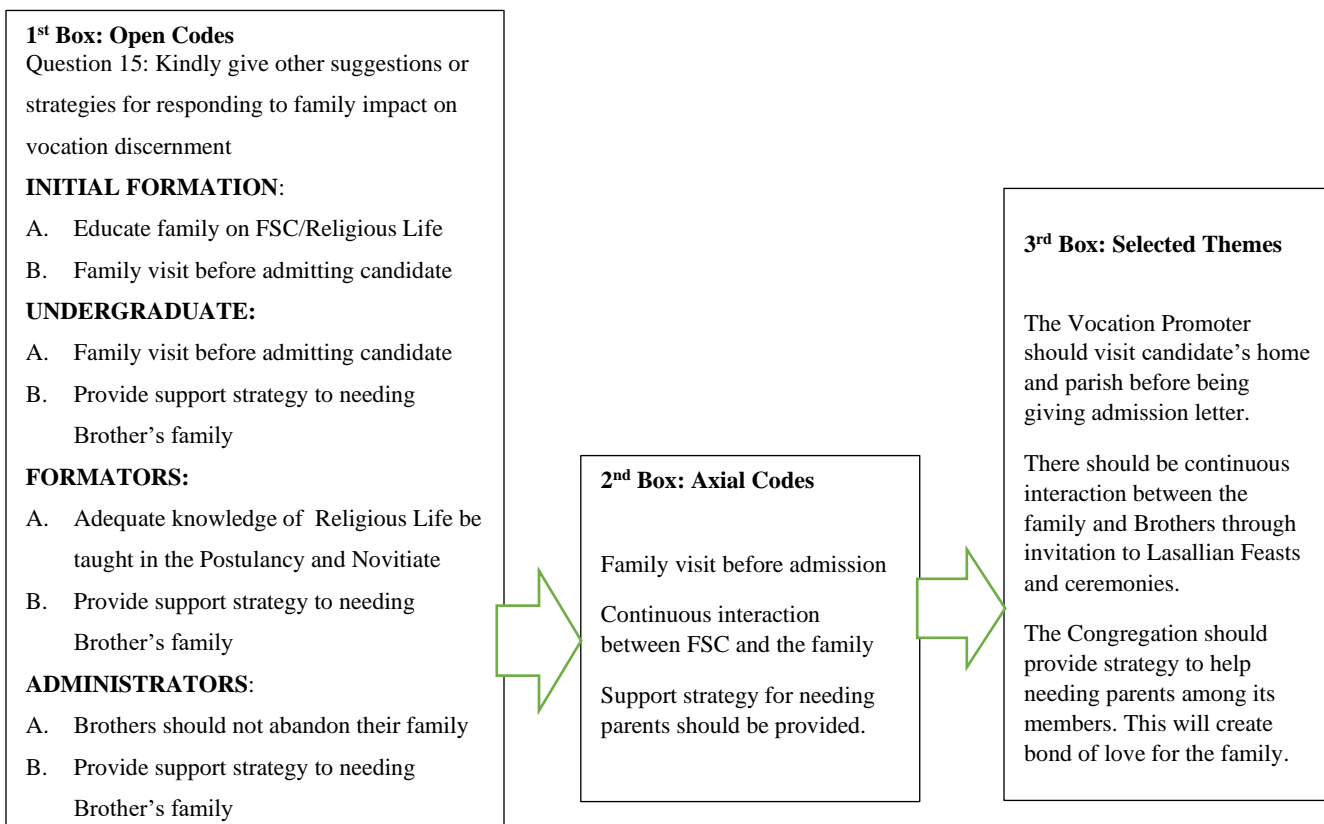 1st Box: Open Codes
Question 15: Kindly give other suggestions or
strategies for responding to family impact on
vocation discernment
INITIAL FORMATION:
A. Educate family on FSC/Religious Life
B. Family visit before admitting candidate
UNDERGRADUATE:
A. Family visit before admitting candidate
B. Provide support strategy to needing
Brother’s family
FORMATORS:
A. Adequate knowledge of Religious Life be
taught in the Postulancy and Novitiate
B. Provide support strategy to needing
Brother’s family
ADMINISTRATORS:
A. Brothers should not abandon their family
B. Provide support strategy to needing
Brother’s family
2nd Box: Axial Codes
Family visit before admission
Continuous interaction
between FSC and the family
Support strategy for needing
parents should be provided.
3rd Box: Selected Themes
The Vocation Promoter
should visit candidate’s home
and parish before being
giving admission letter.
There should be continuous
interaction between the
family and Brothers through
invitation to Lasallian Feasts
and ceremonies.
The Congregation should
provide strategy to help
needing parents among its
members. This will create
bond of love for the family.